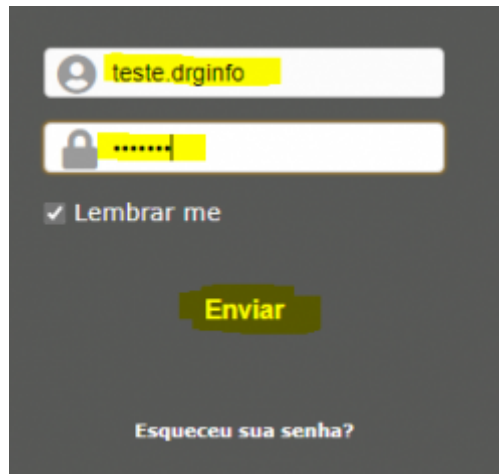 teste.drginfo
•••••••
Lembrar me
Enviar
Esqueceu sua senha?